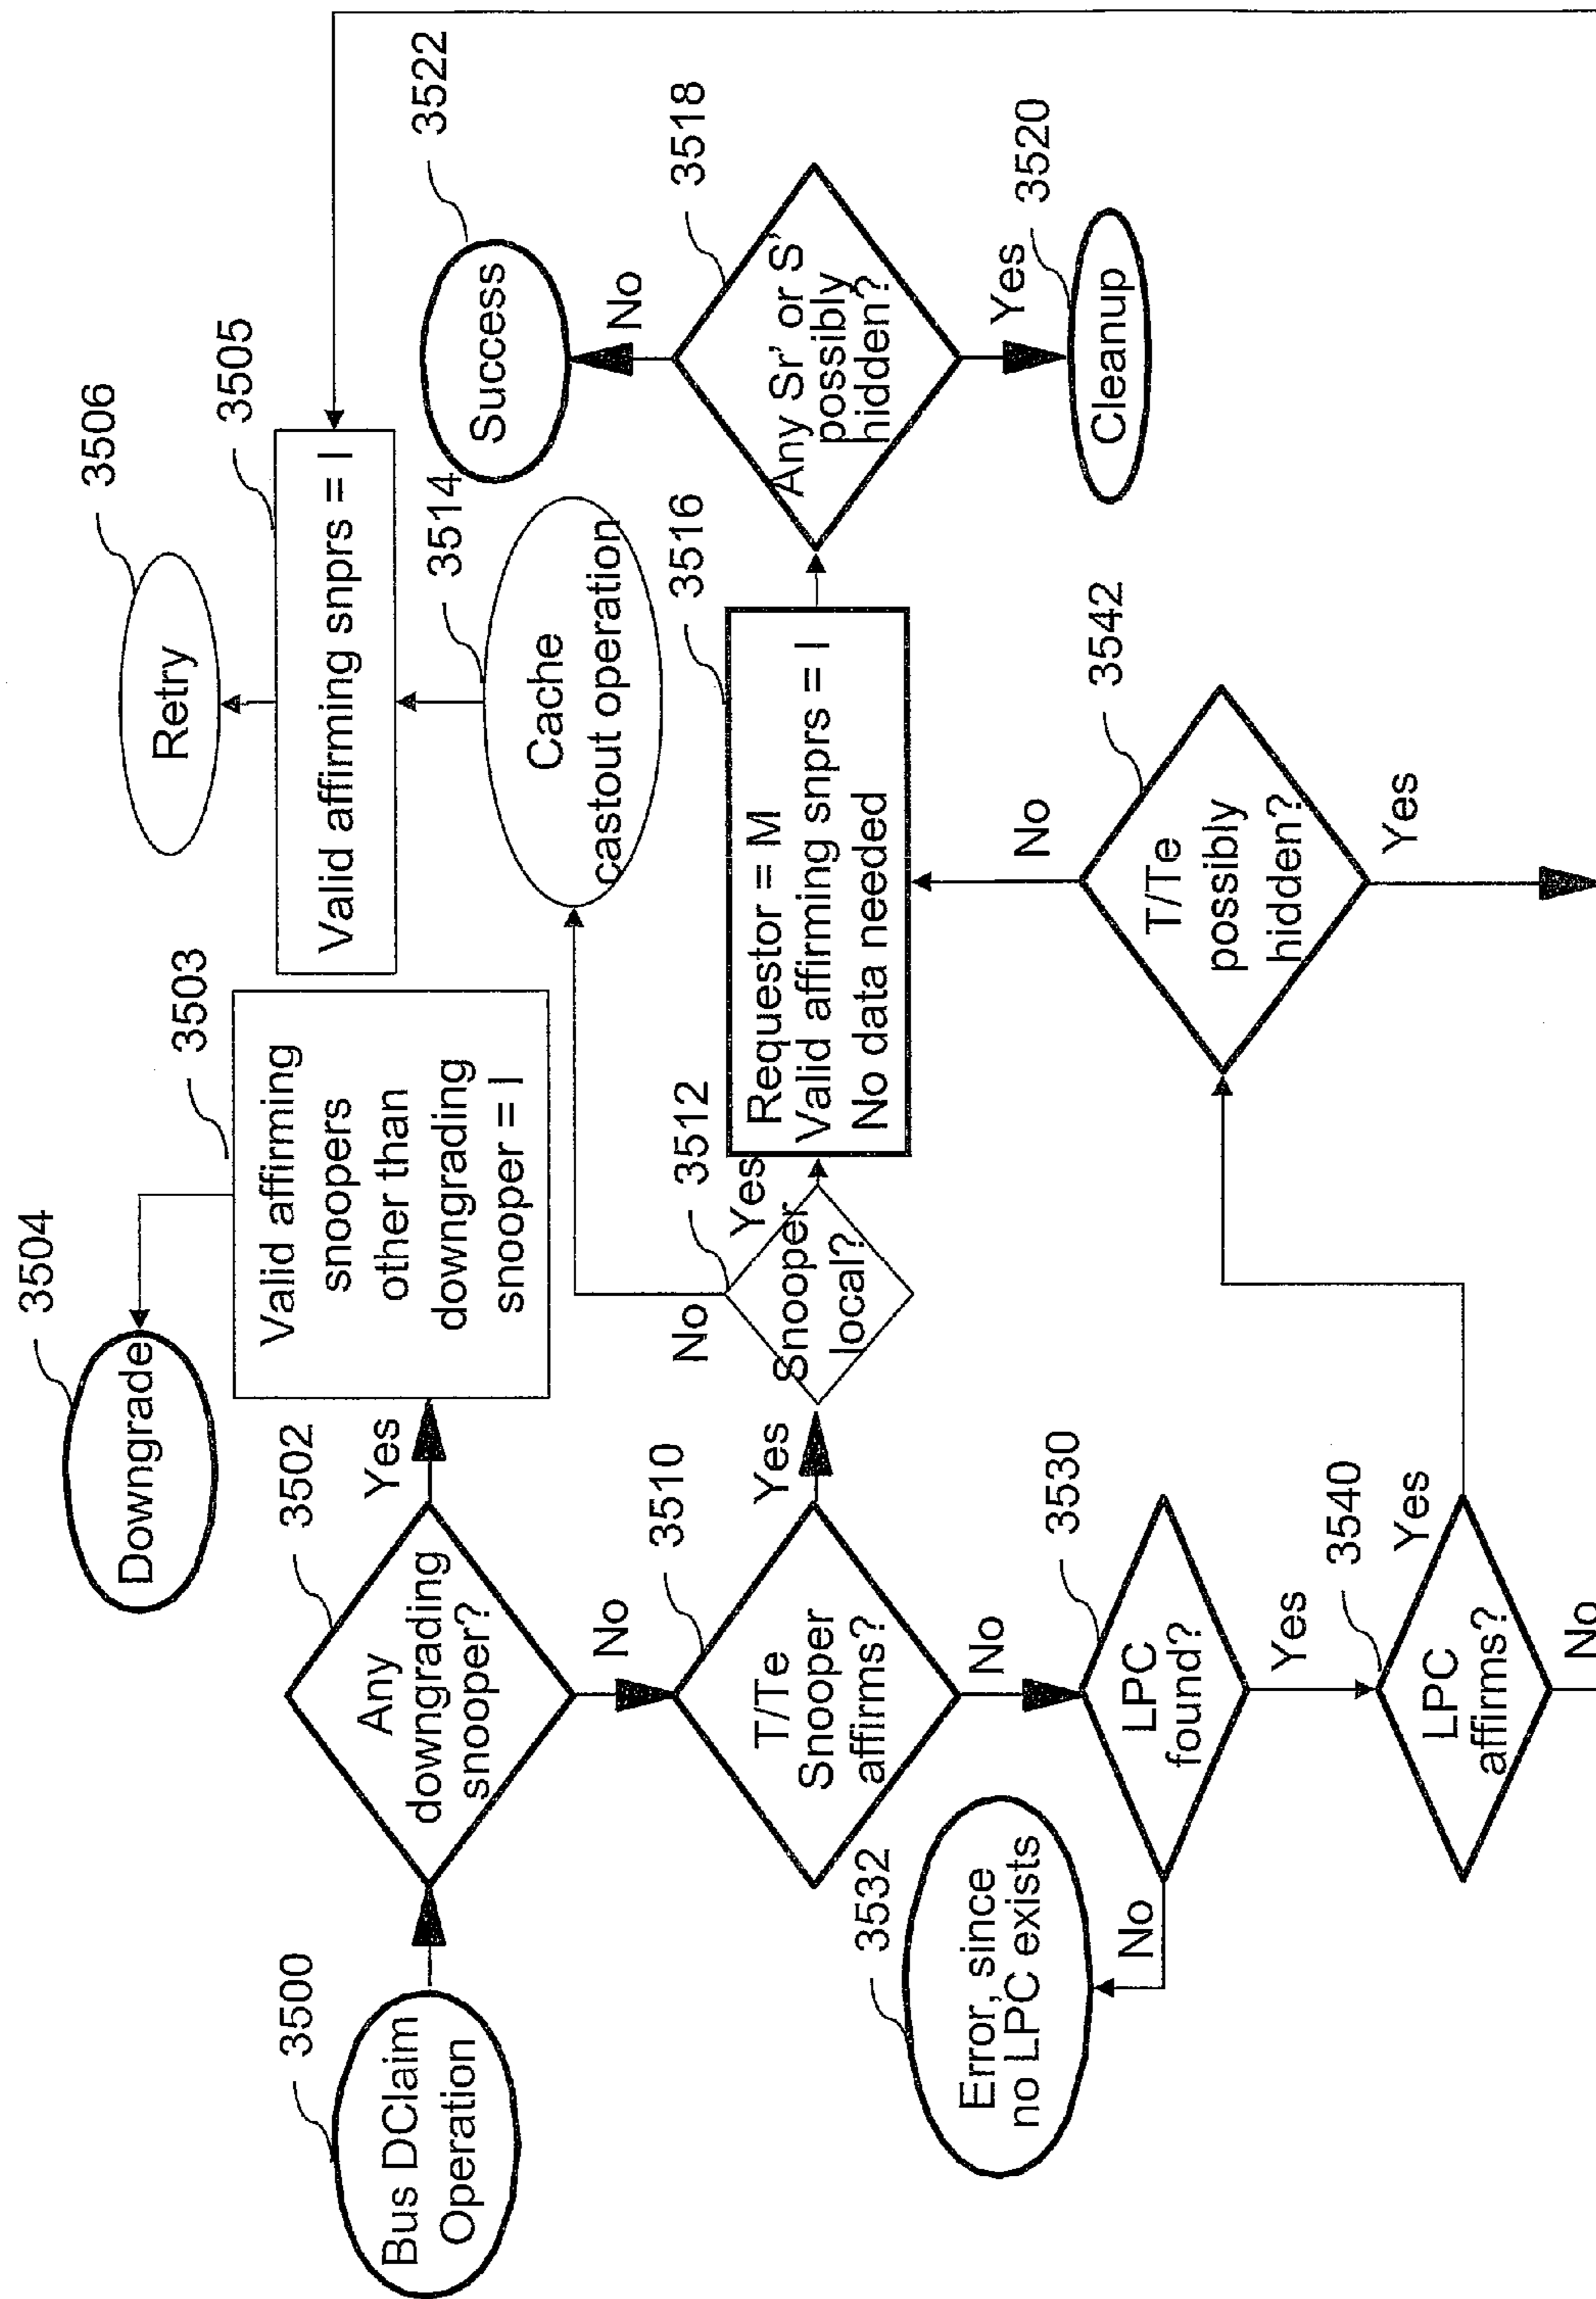 3500
Bus DClaim
Operation
3502
Any
downgrading
snooper?
Yes
No
3503
Valid affirming
snoopers
other than
downgrading
snooper = I
3504
Downgrade
3505
Valid affirming snprs = I
3506
Retry
3510
T/Te
Snooper
affirms?
Yes
No
3512
Snooper
local?
No
Yes
3514
Cache
castout operation
3516
Requestor = M
Valid affirming snprs = I
No data needed
3518
Any Sr' or S
possibly
hidden?
No
Yes
3522
Success
3520
Cleanup
3530
LPC
found?
No
Yes
3532
Error, since
no LPC exists
3540
LPC
affirms?
Yes
No
3542
T/Te
possibly
hidden?
No
Yes